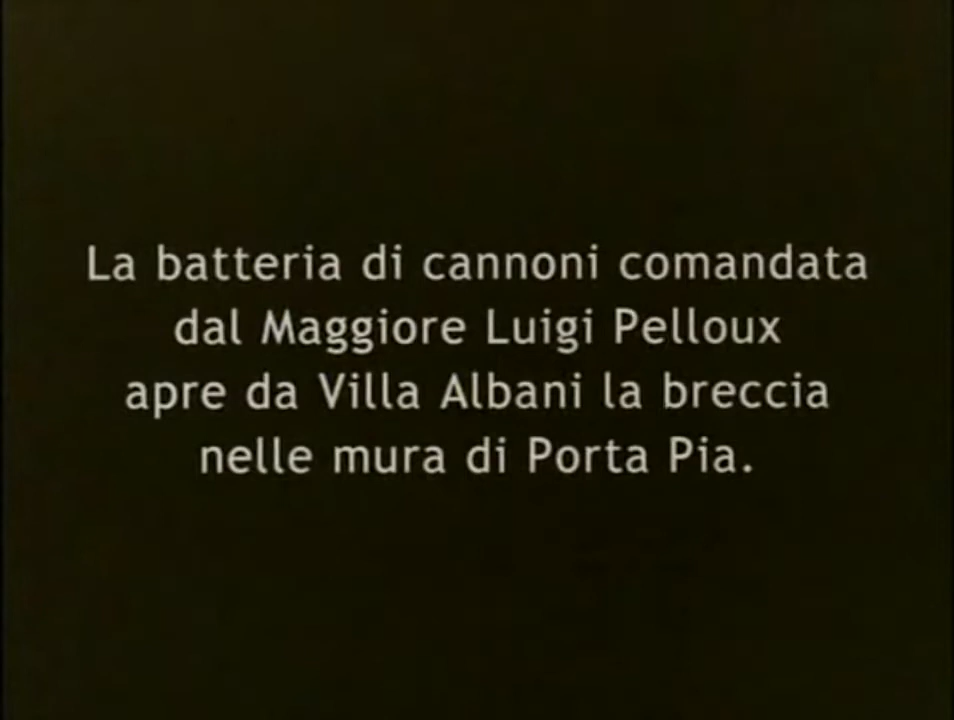 La batteria di cannoni comandata
dal Maggiore Luigi Pelloux
apre da Villa Albani la breccia
nelle mura di Porta Pia.